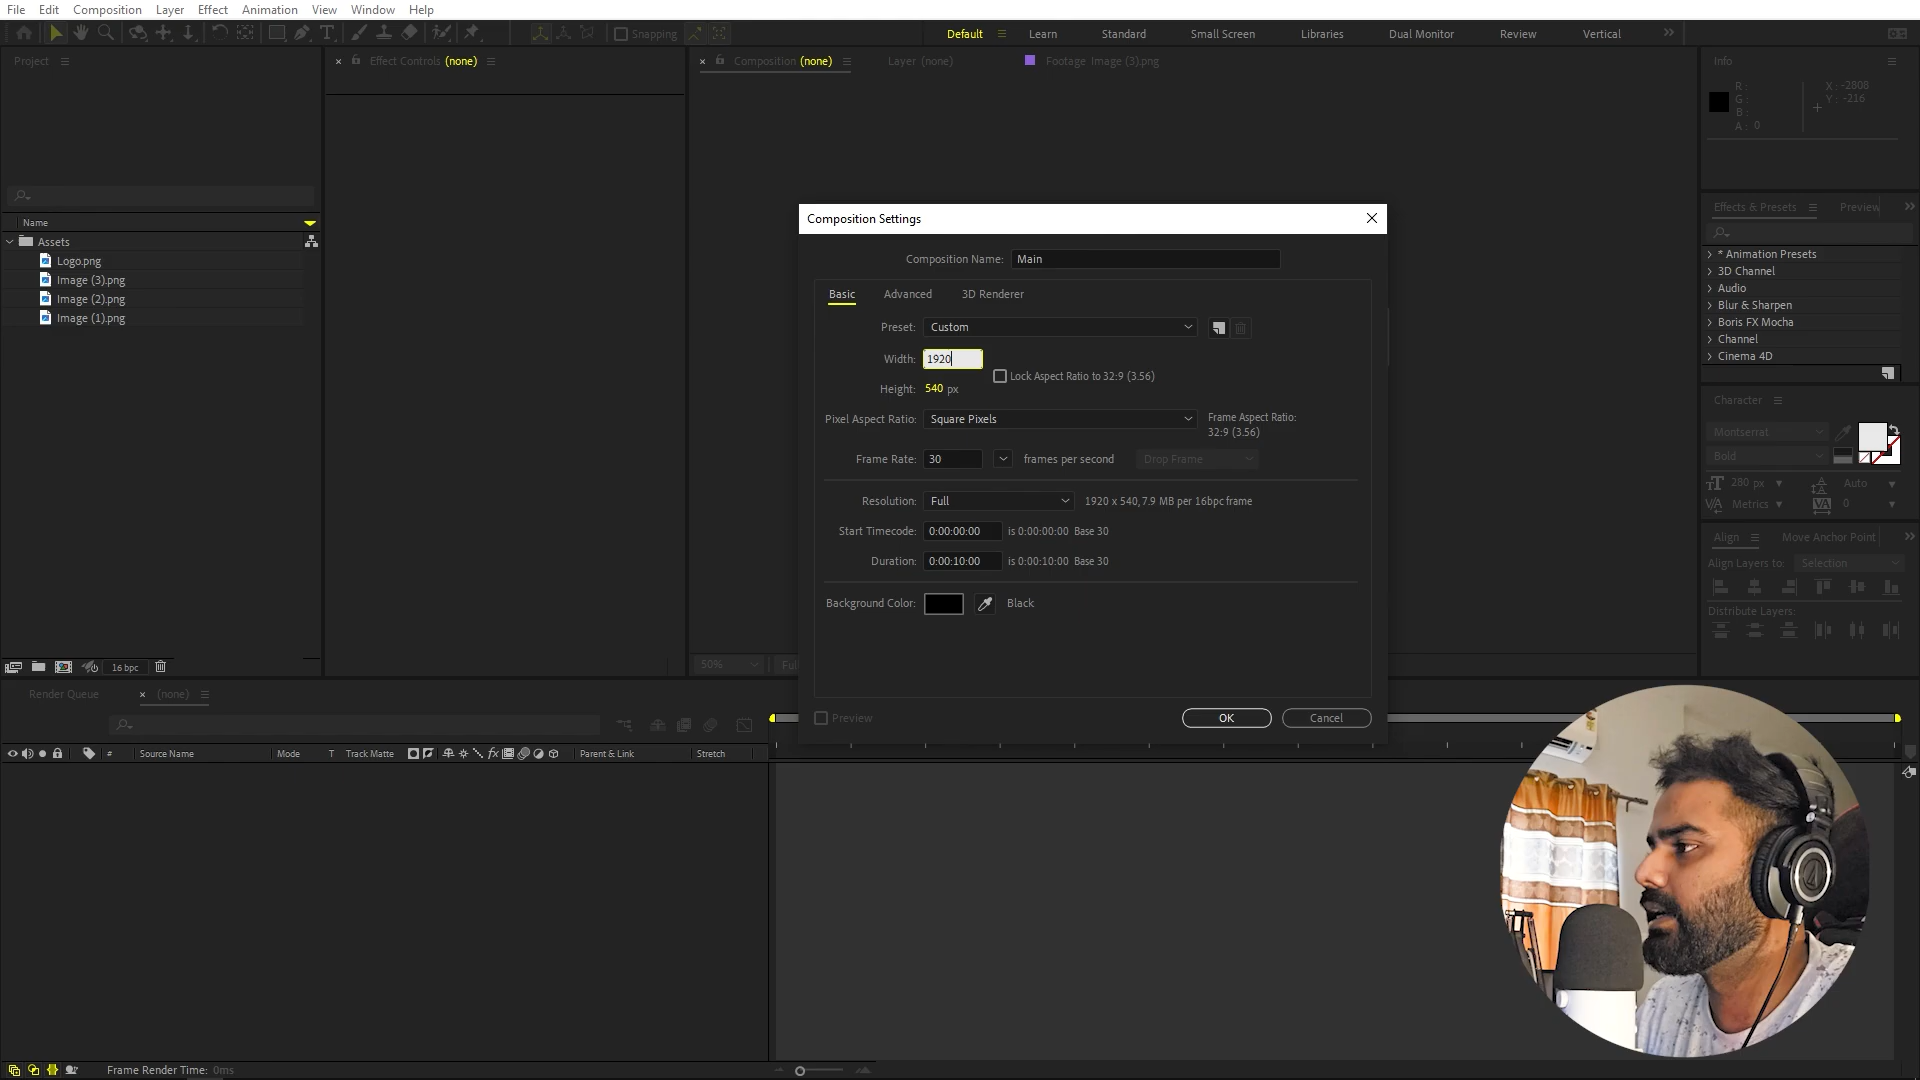 File Edit Composition Layer Effect Animation View Window Help
Snapping
Default Learn Standard Small Screen Libraries Dual Monitor Review Vertical
Project
Effect Controls (none)
Composition (none)
Layer (none)
Footage Image (3).png
Info
R :
G :
B :
A : 0
X : -2808
Y : -216
Name
Assets
Logo.png
Image (3).png
Image (2).png
Image (1).png
Composition Settings
Composition Name: Main
Basic Advanced 3D Renderer
Preset: Custom
Width: 1920
Lock Aspect Ratio to 32:9 (3.56)
Height: 540 px
Pixel Aspect Ratio: Square Pixels
Frame Aspect Ratio:
32:9 (3.56)
Frame Rate: 30 frames per second Drop Frame
Resolution: Full 1920 x 540, 7.9 MB per 16bpc frame
Start Timecode: 0:00:00:00 is 0:00:00:00 Base 30
Duration: 0:00:10:00 is 0:00:10:00 Base 30
Background Color: Black
Preview
OK
Cancel
Effects & Presets Preview
* Animation Presets
3D Channel
Audio
Blur & Sharpen
Boris FX Mocha
Channel
Cinema 4D
Character
Montserrat
Bold
280 px Auto
Metrics 0
Align Move Anchor Point
Align Layers to: Selection
Distribute Layers:
16 bpc
50% Ful
Render Queue (none)
# Source Name Mode T Track Matte fx Parent & Link Stretch
Frame Render Time: 0ms